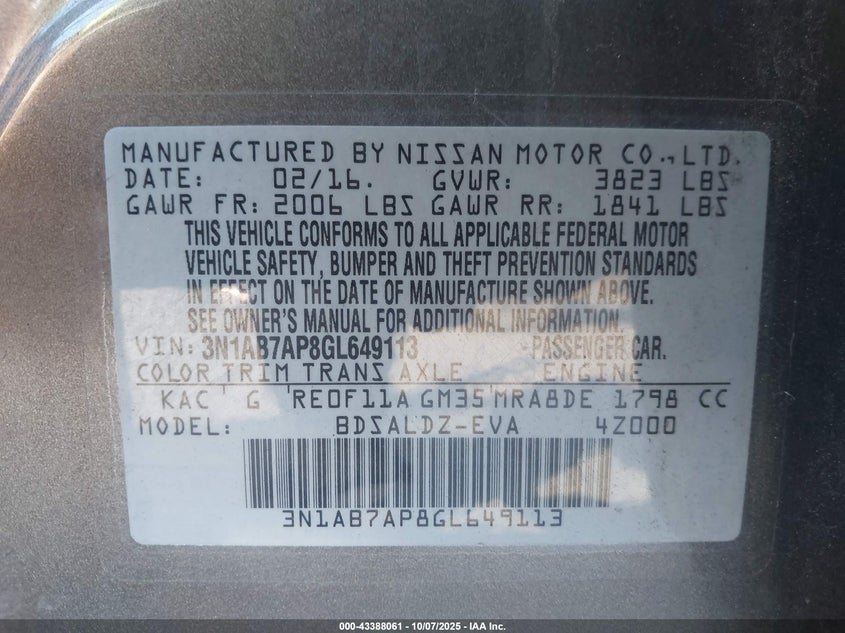 MANUFACTURED BY NISSAN MOTOR CO., LTD.
DATE: 02/16. GVWR: 3823 LBS
GAWR FR: 2006 LBS GAWR RR: 1841 LBS
THIS VEHICLE CONFORMS TO ALL APPLICABLE FEDERAL MOTOR
VEHICLE SAFETY, BUMPER AND THEFT PREVENTION STANDARDS
IN EFFECT ON THE DATE OF MANUFACTURE SHOWN ABOVE.
SEE OWNER'S MANUAL FOR ADDITIONAL INFORMATION.
VIN: 3N1AB7AP8GL649113 PASSENGER CAR.
COLOR TRIM TRANS AXLE ENGINE
KAC G RE0F11A GM35 MRA8DE 1798 CC
MODEL: BDSALDZ-EVA 4Z000
3N1AB7AP8GL649113
000-43388061 - 10/07/2025 - IAA Inc.